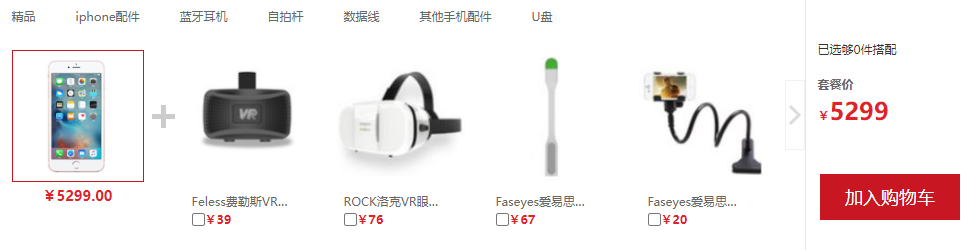 精品 iphone配件 蓝牙耳机 自拍杆 数据线 其他手机配件 U盘
¥5299.00
VR
Feless费勒斯VR...
¥39
ROCK洛克VR眼...
¥76
Faseyes爱易思...
¥67
Faseyes爱易思...
¥20
已选够0件搭配
套餐价
¥5299
加入购物车